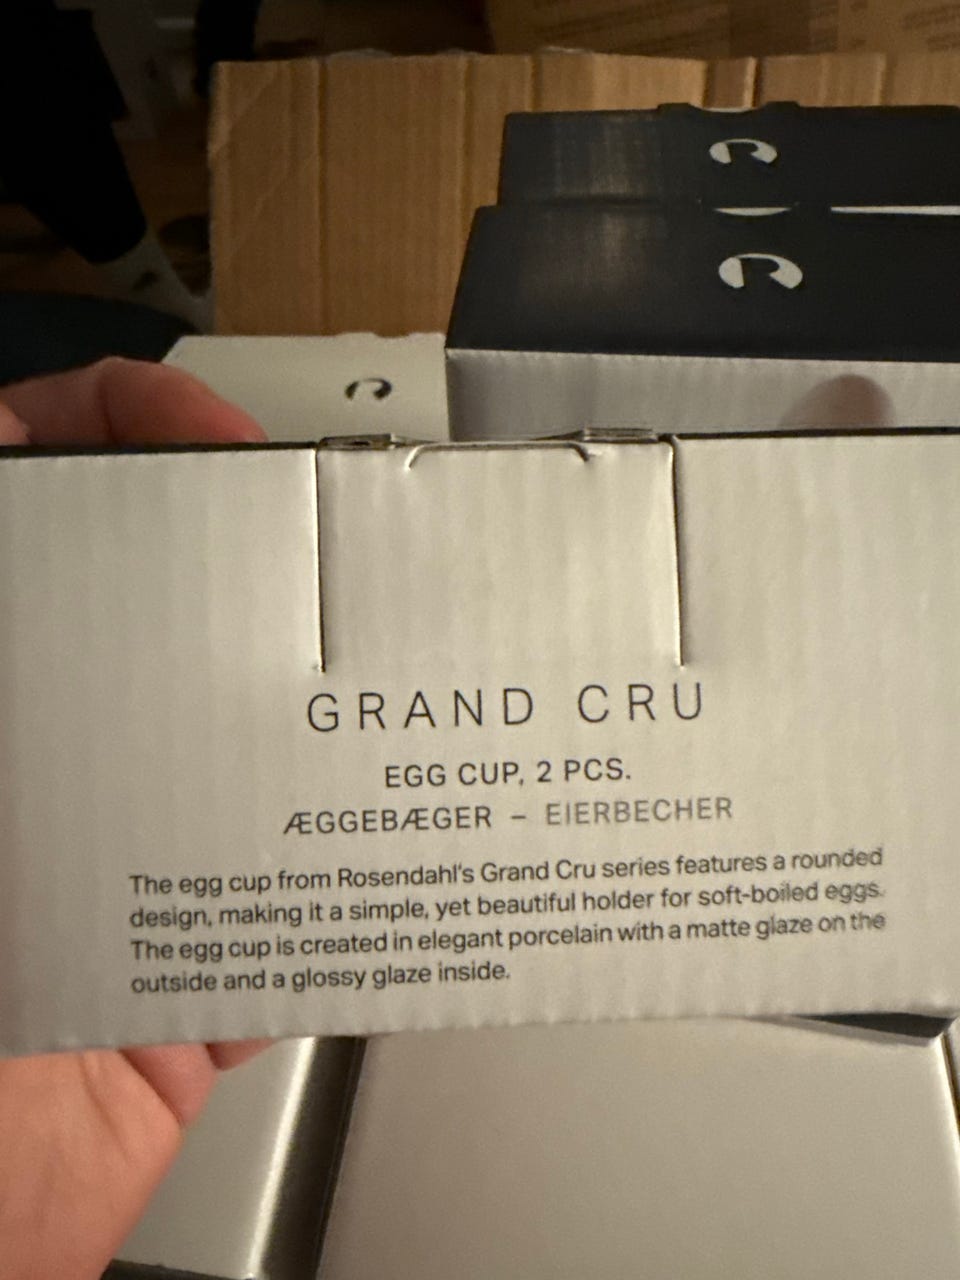 GRAND CRU
EGG CUP, 2 PCS.
ÆGGEBÆGER – EIERBECHER
The egg cup from Rosendahl's Grand Cru series features a rounded
design, making it a simple, yet beautiful holder for soft-boiled eggs.
The egg cup is created in elegant porcelain with a matte glaze on the
outside and a glossy glaze inside.